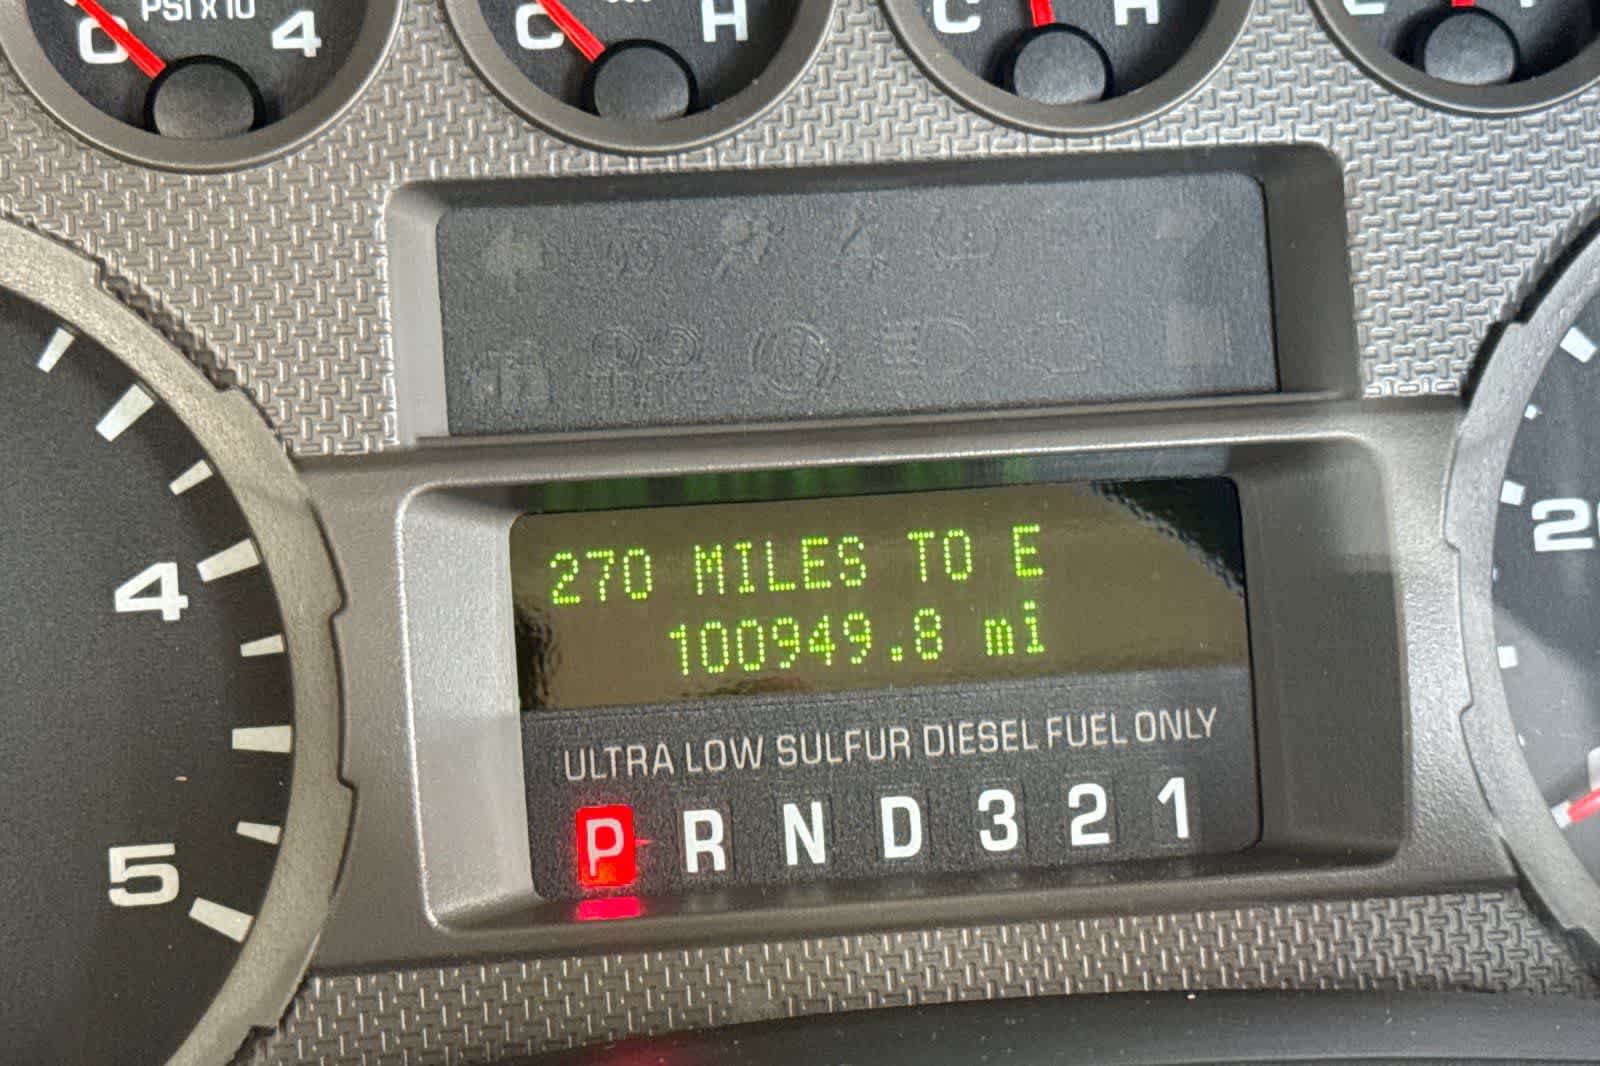 PSI x 10
0 4
C H
C H
4
20
5
270 MILES TO E
100949.8 mi
ULTRA LOW SULFUR DIESEL FUEL ONLY
P R N D 3 2 1